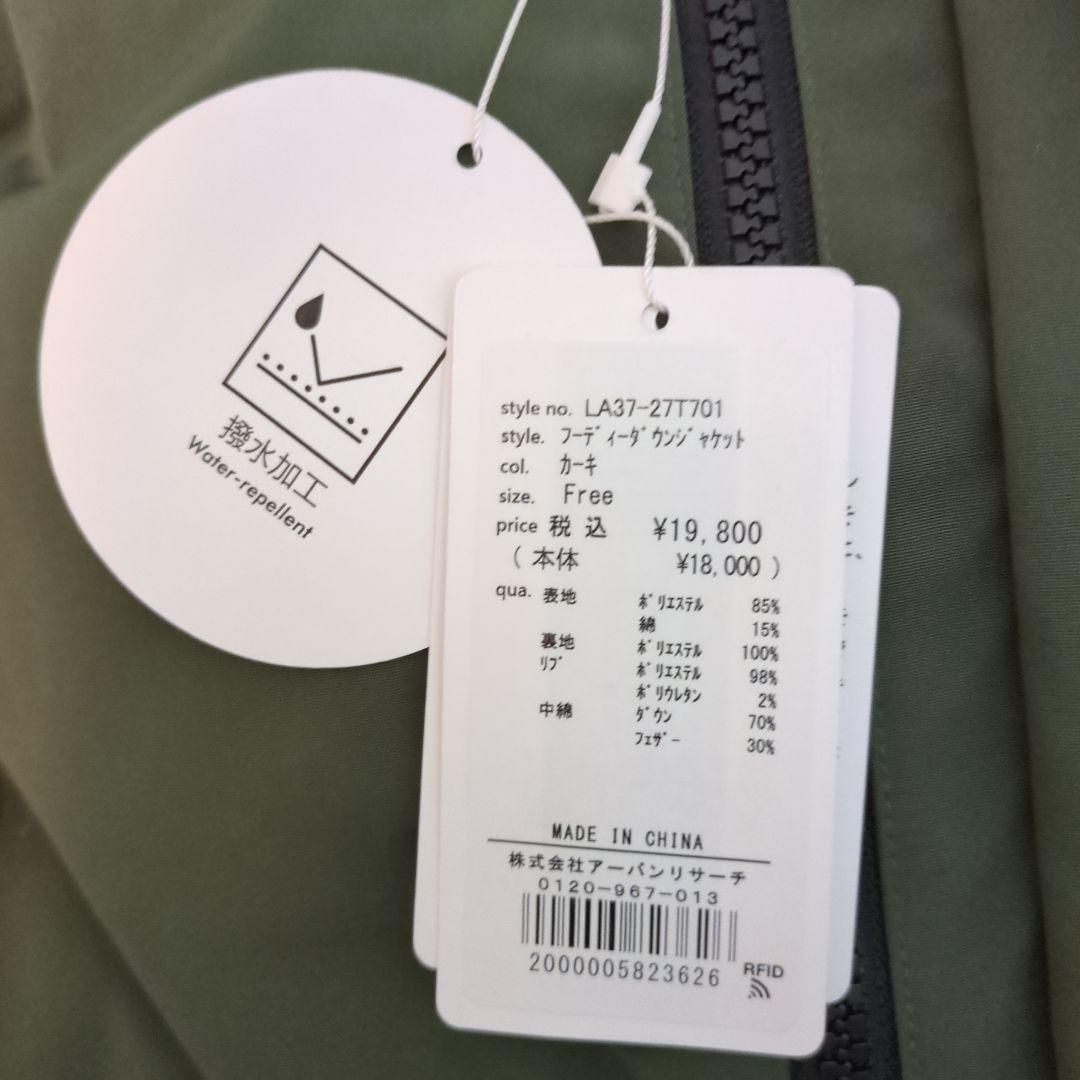 撥水加工
Water-repellent
style no. LA37-27T701
style. ﾌｰﾃﾞｨｰﾀﾞｳﾝｼﾞｬｹｯﾄ
col. ｶｰｷ
size. Free
price 税 込 ¥19,800
( 本体 ¥18,000 )
qua. 表地 ﾎﾟﾘｴｽﾃﾙ 85%
綿 15%
裏地 ﾎﾟﾘｴｽﾃﾙ 100%
ﾘﾌﾞ ﾎﾟﾘｴｽﾃﾙ 98%
ﾎﾟﾘｳﾚﾀﾝ 2%
中綿 ﾀﾞｳﾝ 70%
ﾌｪｻﾞｰ 30%
MADE IN CHINA
株式会社アーバンリサーチ
0120-967-013
2000005823626
RFID